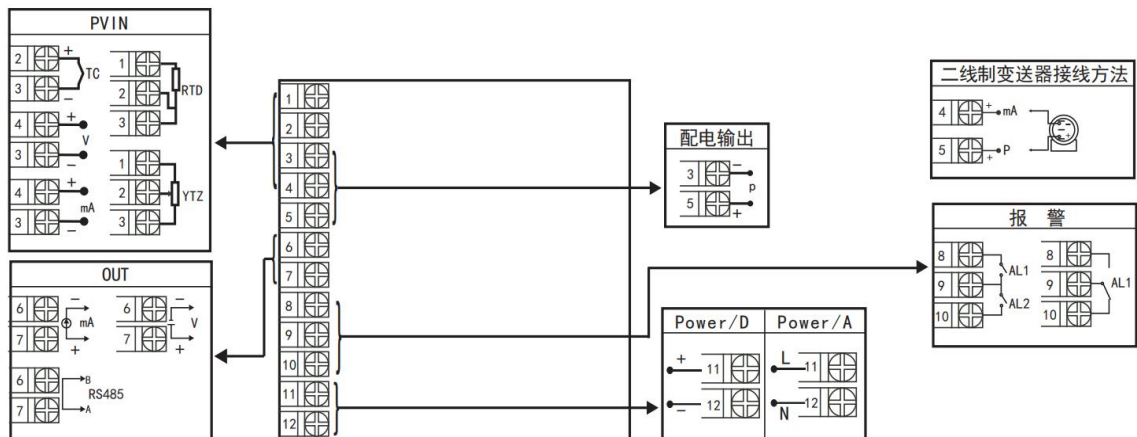 PVIN
2 + TC
3 −
4 + V
3 −
4 + mA
3 −
1 RTD
2
3
1 YTZ
2
3
OUT
6 − mA
7 +
6 − V
7 +
6 B RS485
7 A
1
2
3
4
5
6
7
8
9
10
11
12
配电输出
3 − p
5 +
Power/D
+ 11
− 12
Power/A
L 11
N 12
二线制变送器接线方法
4 + mA −
5 + P +
报 警
8 AL1
9
10 AL2
8 AL1
9
10